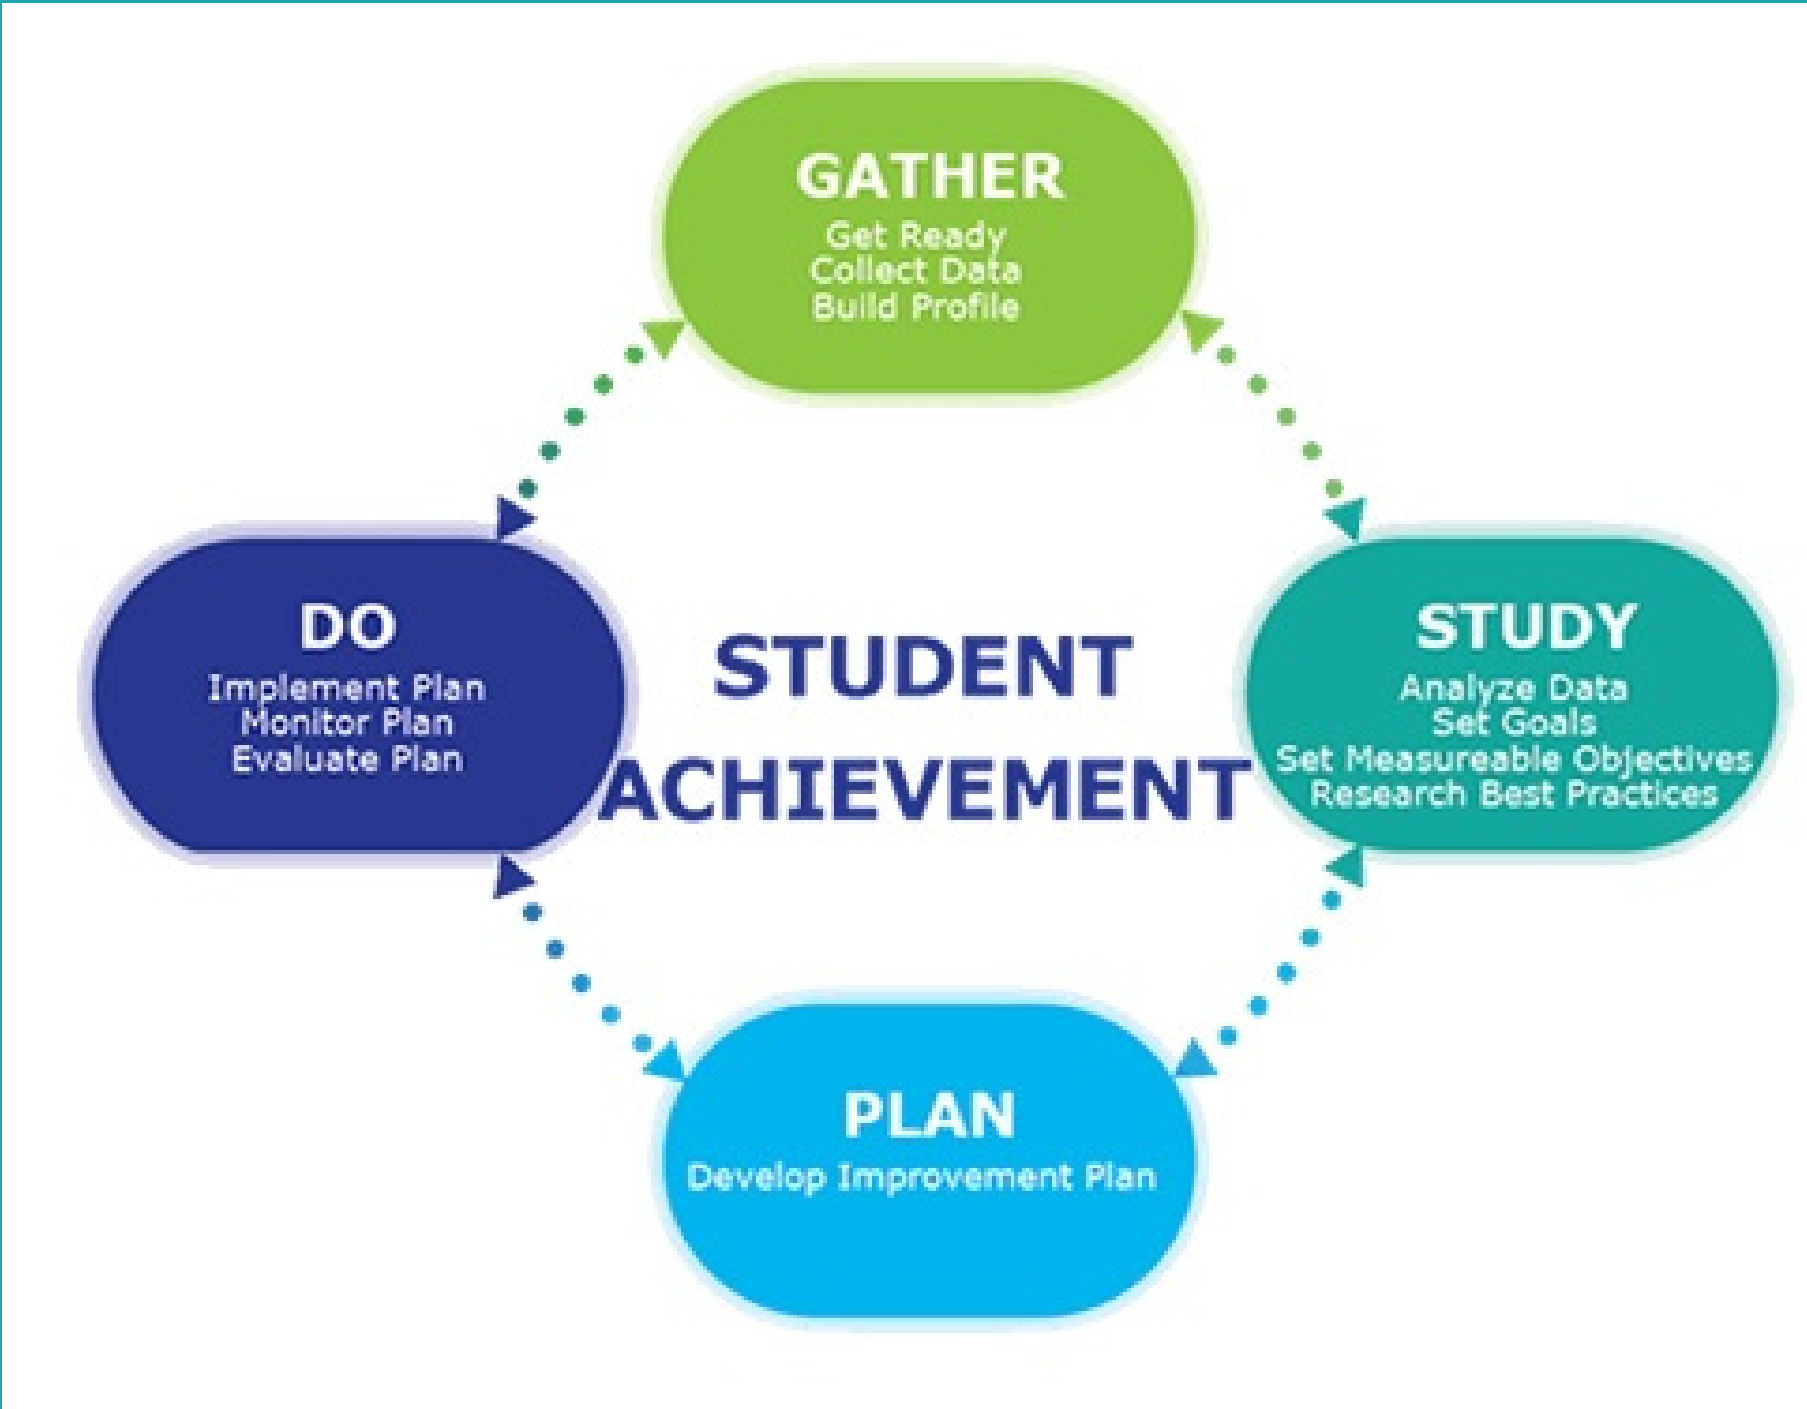 GATHER
Get Ready
Collect Data
Build Profile
DO
Implement Plan
Monitor Plan
Evaluate Plan
STUDENT
ACHIEVEMENT
STUDY
Analyze Data
Set Goals
Set Measureable Objectives
Research Best Practices
PLAN
Develop Improvement Plan